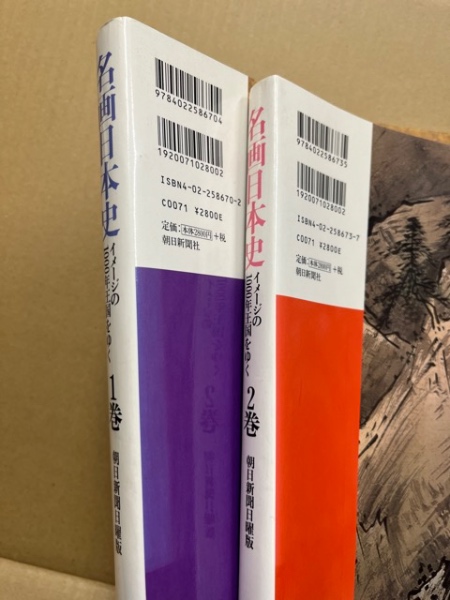 名画日本史
イメージの
1000年王国をゆく
1巻
朝日新聞日曜版
9784022586704
1920071028002
ISBN4-02-258670-2
C0071 ¥2800E
定価:本体2800円+税
朝日新聞社
名画日本史
イメージの
1000年王国をゆく
2巻
朝日新聞日曜版
9784022586735
1920071028002
ISBN4-02-258673-7
C0071 ¥2800E
定価:本体2800円+税
朝日新聞社